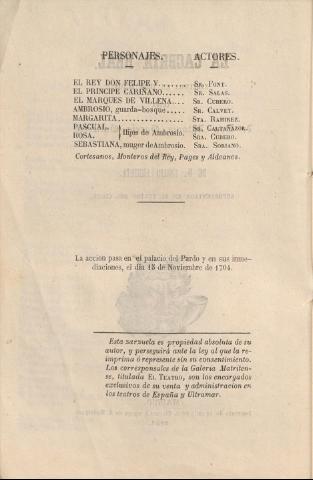 PERSONAJES. ACTORES.
EL REY DON FELIPE V....... Sr. Pont.
EL PRINCIPE CARIÑANO...... Sr. Salas.
EL MARQUES DE VILLENA... Sr. Cubero.
AMBROSIO, guarda-bosque..... Sr. Calvet.
MARGARITA.................. Sta. Ramirez.
PASCUAL. Sr. Cartañazor.
ROSA. } Hijos de Ambrosio. Sra. Cubero.
SEBASTIANA, muger de Ambrosio. Sra. Soriano.
Cortesanos, Monteros del Rey, Pages y Aldeanos.
La accion pasa en el palacio del Pardo y en sus inme-
diaciones, el dia 18 de Noviembre de 1704.
Esta zarzuela es propiedad absoluta de su
autor, y perseguirá ante la ley al que la re-
imprima ó represente sin su consentimiento.
Los corresponsales de la Galeria Matriten-
se, titulada El Teatro, son los encargados
exclusivos de su venta y administracion en
los teatros de España y Ultramar.